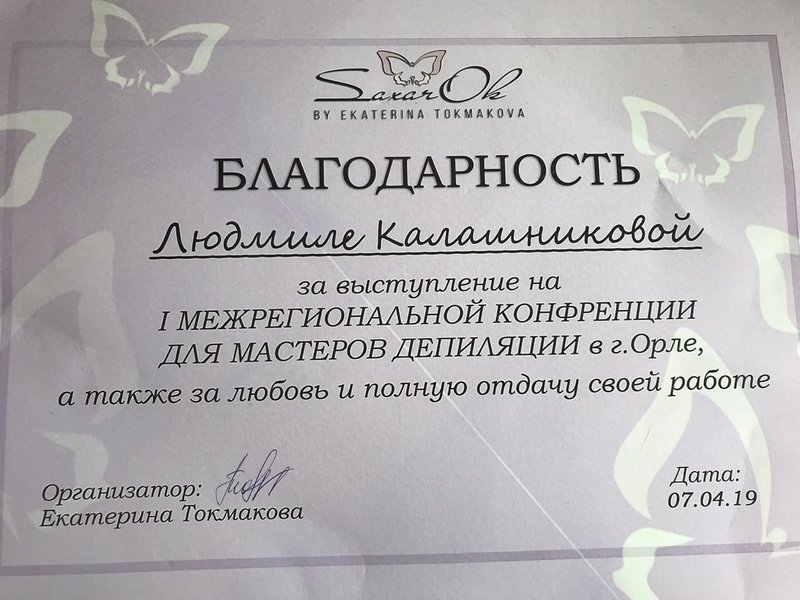 SaxarOk
BY EKATERINA TOKMAKOVA
БЛАГОДАРНОСТЬ
Людмиле Калашниковой
за выступление на
I МЕЖРЕГИОНАЛЬНОЙ КОНФРЕНЦИИ
ДЛЯ МАСТЕРОВ ДЕПИЛЯЦИИ в г.Орле,
а также за любовь и полную отдачу своей работе
Организатор:
Екатерина Токмакова
Дата:
07.04.19